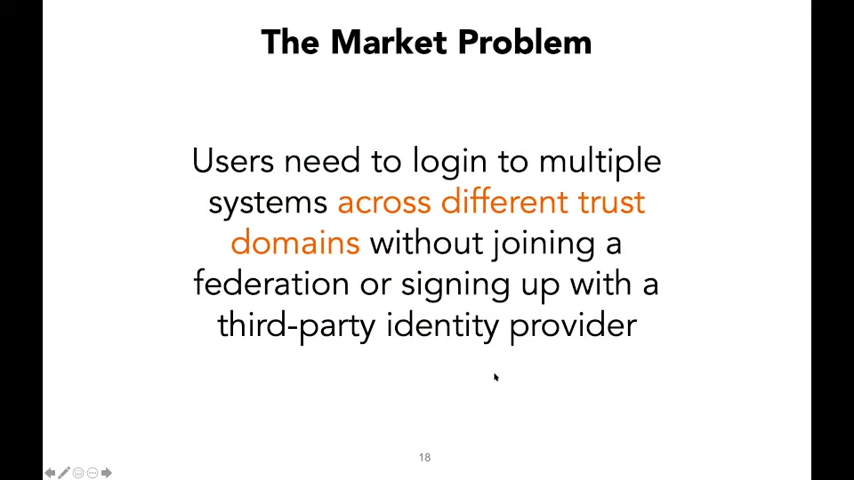 The Market Problem
Users need to login to multiple
systems across different trust
domains without joining a
federation or signing up with a
third-party identity provider
18